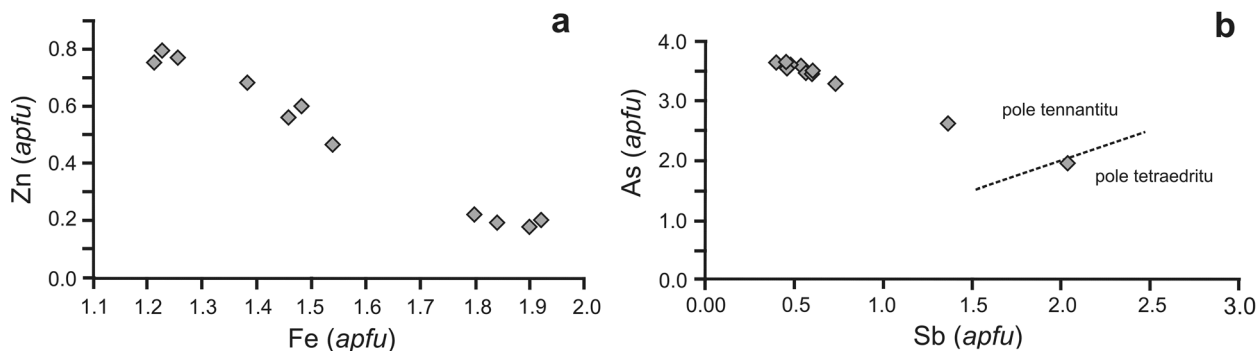 a
0.8
0.6
0.4
0.2
0.0
Zn (apfu)
1.1 1.2 1.3 1.4 1.5 1.6 1.7 1.8 1.9 2.0
Fe (apfu)
b
4.0
3.0
2.0
1.0
0.0
As (apfu)
pole tennantitu
pole tetraedritu
0.00 0.5 1.0 1.5 2.0 2.5 3.0
Sb (apfu)